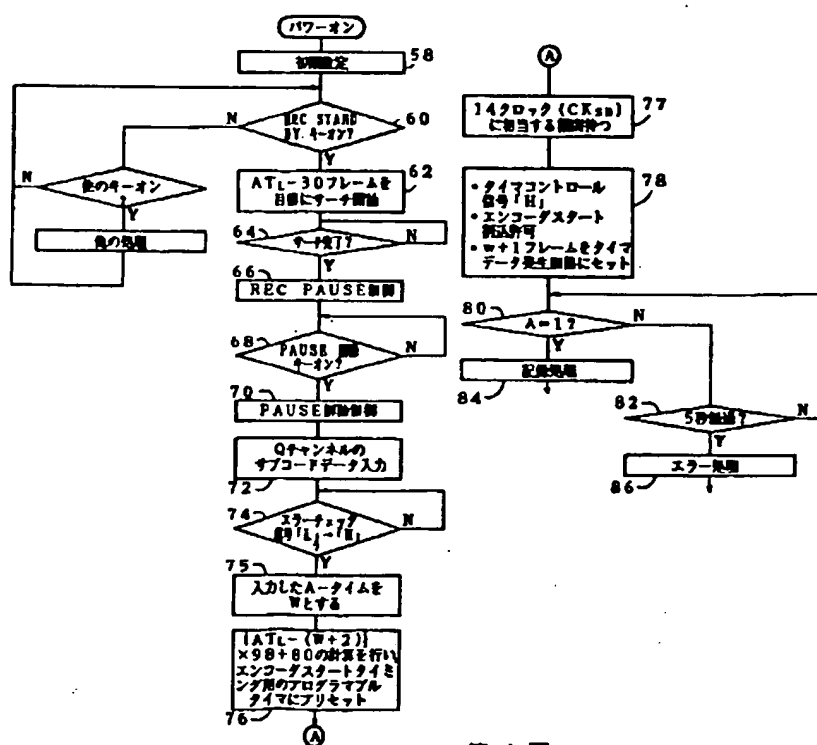 パワーオン
初期設定
58
REC STAND
BY. キーオン?
60
N
Y
他のキーオン
?
N
Y
他の処理
ATL-30フレームを
目標にサーチ開始
62
64
サーチ完了?
N
Y
66
REC PAUSE制御
68
PAUSE 解除
キーオン?
N
Y
70
PAUSE解除制御
Qチャンネルの
サブコードデータ入力
72
74
エラーチェック
信号「L」→「H」
?
N
Y
75
入力したA-タイムを
Wとする
{ATL-(W+2)}
×98+80の計算を行い、
エンコーダスタートタイミ
ング用のプログラマブル
タイマにプリセット
76
A
A
14クロック(CKSB)
に相当する期間待つ
77
•タイマコントロール
信号「H」
•エンコーダスタート
割込許可
•w+1フレームをタイマ
データ発生回路にセット
78
80
A=1?
N
Y
記録処理
84
82
5秒経過?
N
Y
エラー処理
86